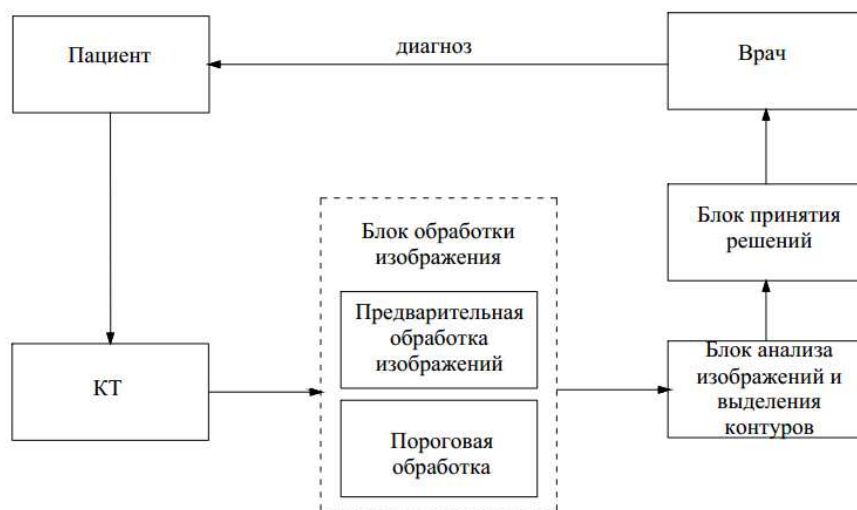 Пациент
диагноз
Врач
Блок принятия
решений
Блок обработки
изображения
Предварительная
обработка
изображений
Пороговая
обработка
КТ
Блок анализа
изображений и
выделения
контуров